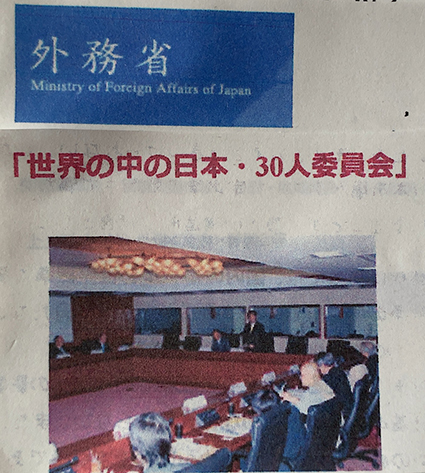 外務省
Ministry of Foreign Affairs of Japan
「世界の中の日本・30人委員会」